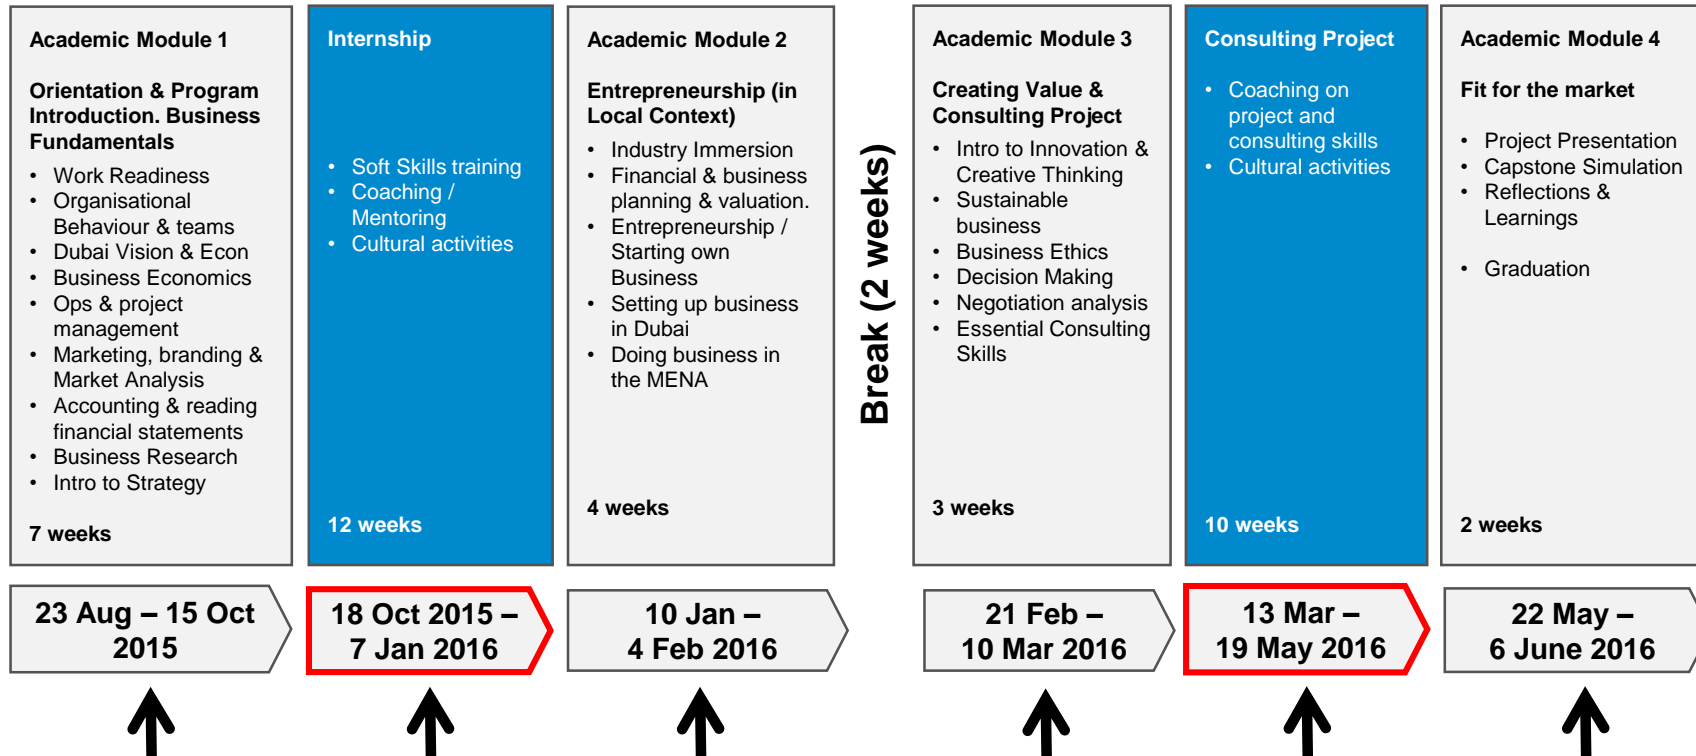 Academic Module 1
Orientation & Program
Introduction. Business
Fundamentals
• Work Readiness
• Organisational
Behaviour & teams
• Dubai Vision & Econ
• Business Economics
• Ops & project
management
• Marketing, branding &
Market Analysis
• Accounting & reading
financial statements
• Business Research
• Intro to Strategy
7 weeks
23 Aug – 15 Oct
2015
Internship
• Soft Skills training
• Coaching /
Mentoring
• Cultural activities
12 weeks
18 Oct 2015 –
7 Jan 2016
Academic Module 2
Entrepreneurship (in
Local Context)
• Industry Immersion
• Financial & business
planning & valuation.
• Entrepreneurship /
Starting own
Business
• Setting up business
in Dubai
• Doing business in
the MENA
4 weeks
10 Jan –
4 Feb 2016
Break (2 weeks)
Academic Module 3
Creating Value &
Consulting Project
• Intro to Innovation &
Creative Thinking
• Sustainable
business
• Business Ethics
• Decision Making
• Negotiation analysis
• Essential Consulting
Skills
3 weeks
21 Feb –
10 Mar 2016
Consulting Project
• Coaching on
project and
consulting skills
• Cultural activities
10 weeks
13 Mar –
19 May 2016
Academic Module 4
Fit for the market
• Project Presentation
• Capstone Simulation
• Reflections &
Learnings
• Graduation
2 weeks
22 May –
6 June 2016